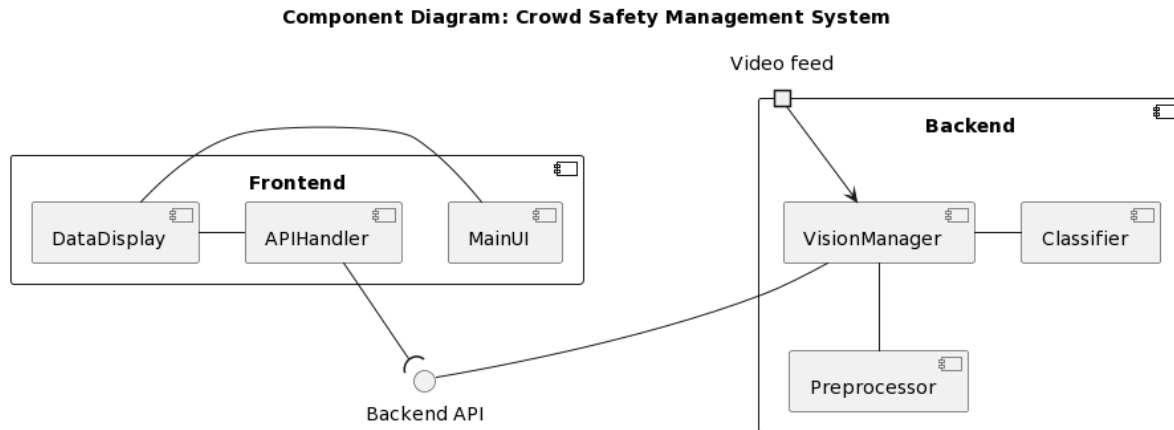 Component Diagram: Crowd Safety Management System
Video feed
Backend
Frontend
DataDisplay
APIHandler
MainUI
VisionManager
Classifier
Preprocessor
Backend API